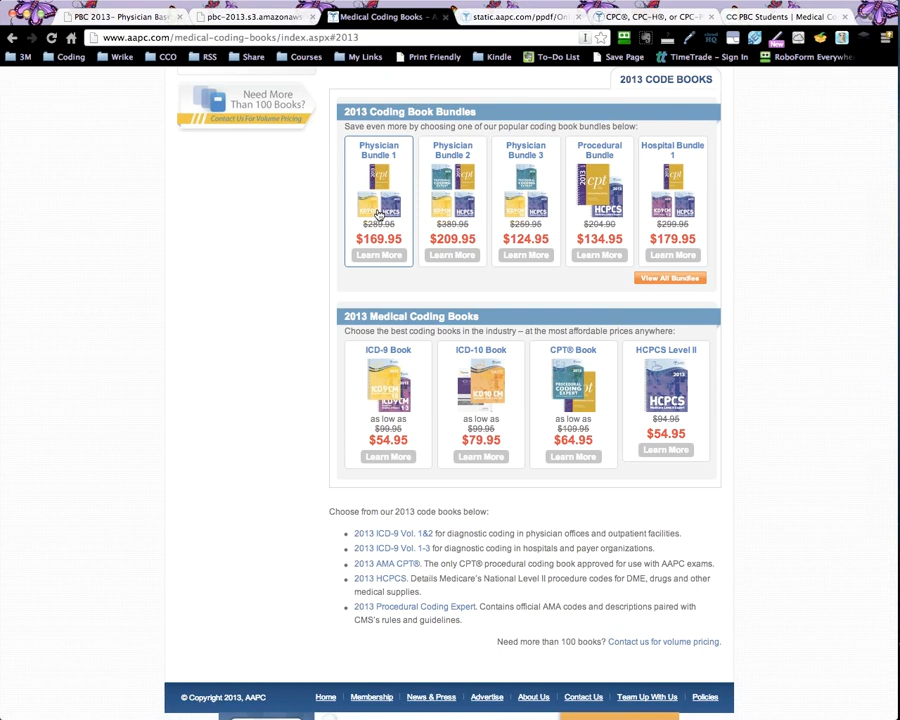 PBC 2013- Physician Base
pbc-2013.s3.amazonaws
Medical Coding Books - A
static.aapc.com/ppdf/Onl
CPC®, CPC-H®, or CPC-P
CC PBC Students | Medical Co
www.aapc.com/medical-coding-books/index.aspx#2013
3M
Coding
Wrike
CCO
RSS
Share
Courses
My Links
Print Friendly
Kindle
To-Do List
Save Page
TimeTrade - Sign In
RoboForm Everywhe
Need More
Than 100 Books?
Contact Us For Volume Pricing
2013 CODE BOOKS
2013 Coding Book Bundles
Save even more by choosing one of our popular coding book bundles below:
Physician
Bundle 1
$289.95
$169.95
Learn More
Physician
Bundle 2
$389.95
$209.95
Learn More
Physician
Bundle 3
$259.95
$124.95
Learn More
Procedural
Bundle
$204.90
$134.95
Learn More
Hospital Bundle
1
$299.95
$179.95
Learn More
View All Bundles
2013 Medical Coding Books
Choose the best coding books in the industry – at the most affordable prices anywhere:
ICD-9 Book
as low as
$99.95
$54.95
Learn More
ICD-10 Book
as low as
$99.95
$79.95
Learn More
CPT® Book
as low as
$109.95
$64.95
Learn More
HCPCS Level II
HCPCS
$94.95
$54.95
Learn More
Choose from our 2013 code books below:
2013 ICD-9 Vol. 1&2 for diagnostic coding in physician offices and outpatient facilities.
2013 ICD-9 Vol. 1-3 for diagnostic coding in hospitals and payer organizations.
2013 AMA CPT®. The only CPT® procedural coding book approved for use with AAPC exams.
2013 HCPCS. Details Medicare's National Level II procedure codes for DME, drugs and other
medical supplies.
2013 Procedural Coding Expert. Contains official AMA codes and descriptions paired with
CMS's rules and guidelines.
Need more than 100 books? Contact us for volume pricing.
© Copyright 2013, AAPC
Home
Membership
News & Press
Advertise
About Us
Contact Us
Team Up With Us
Policies